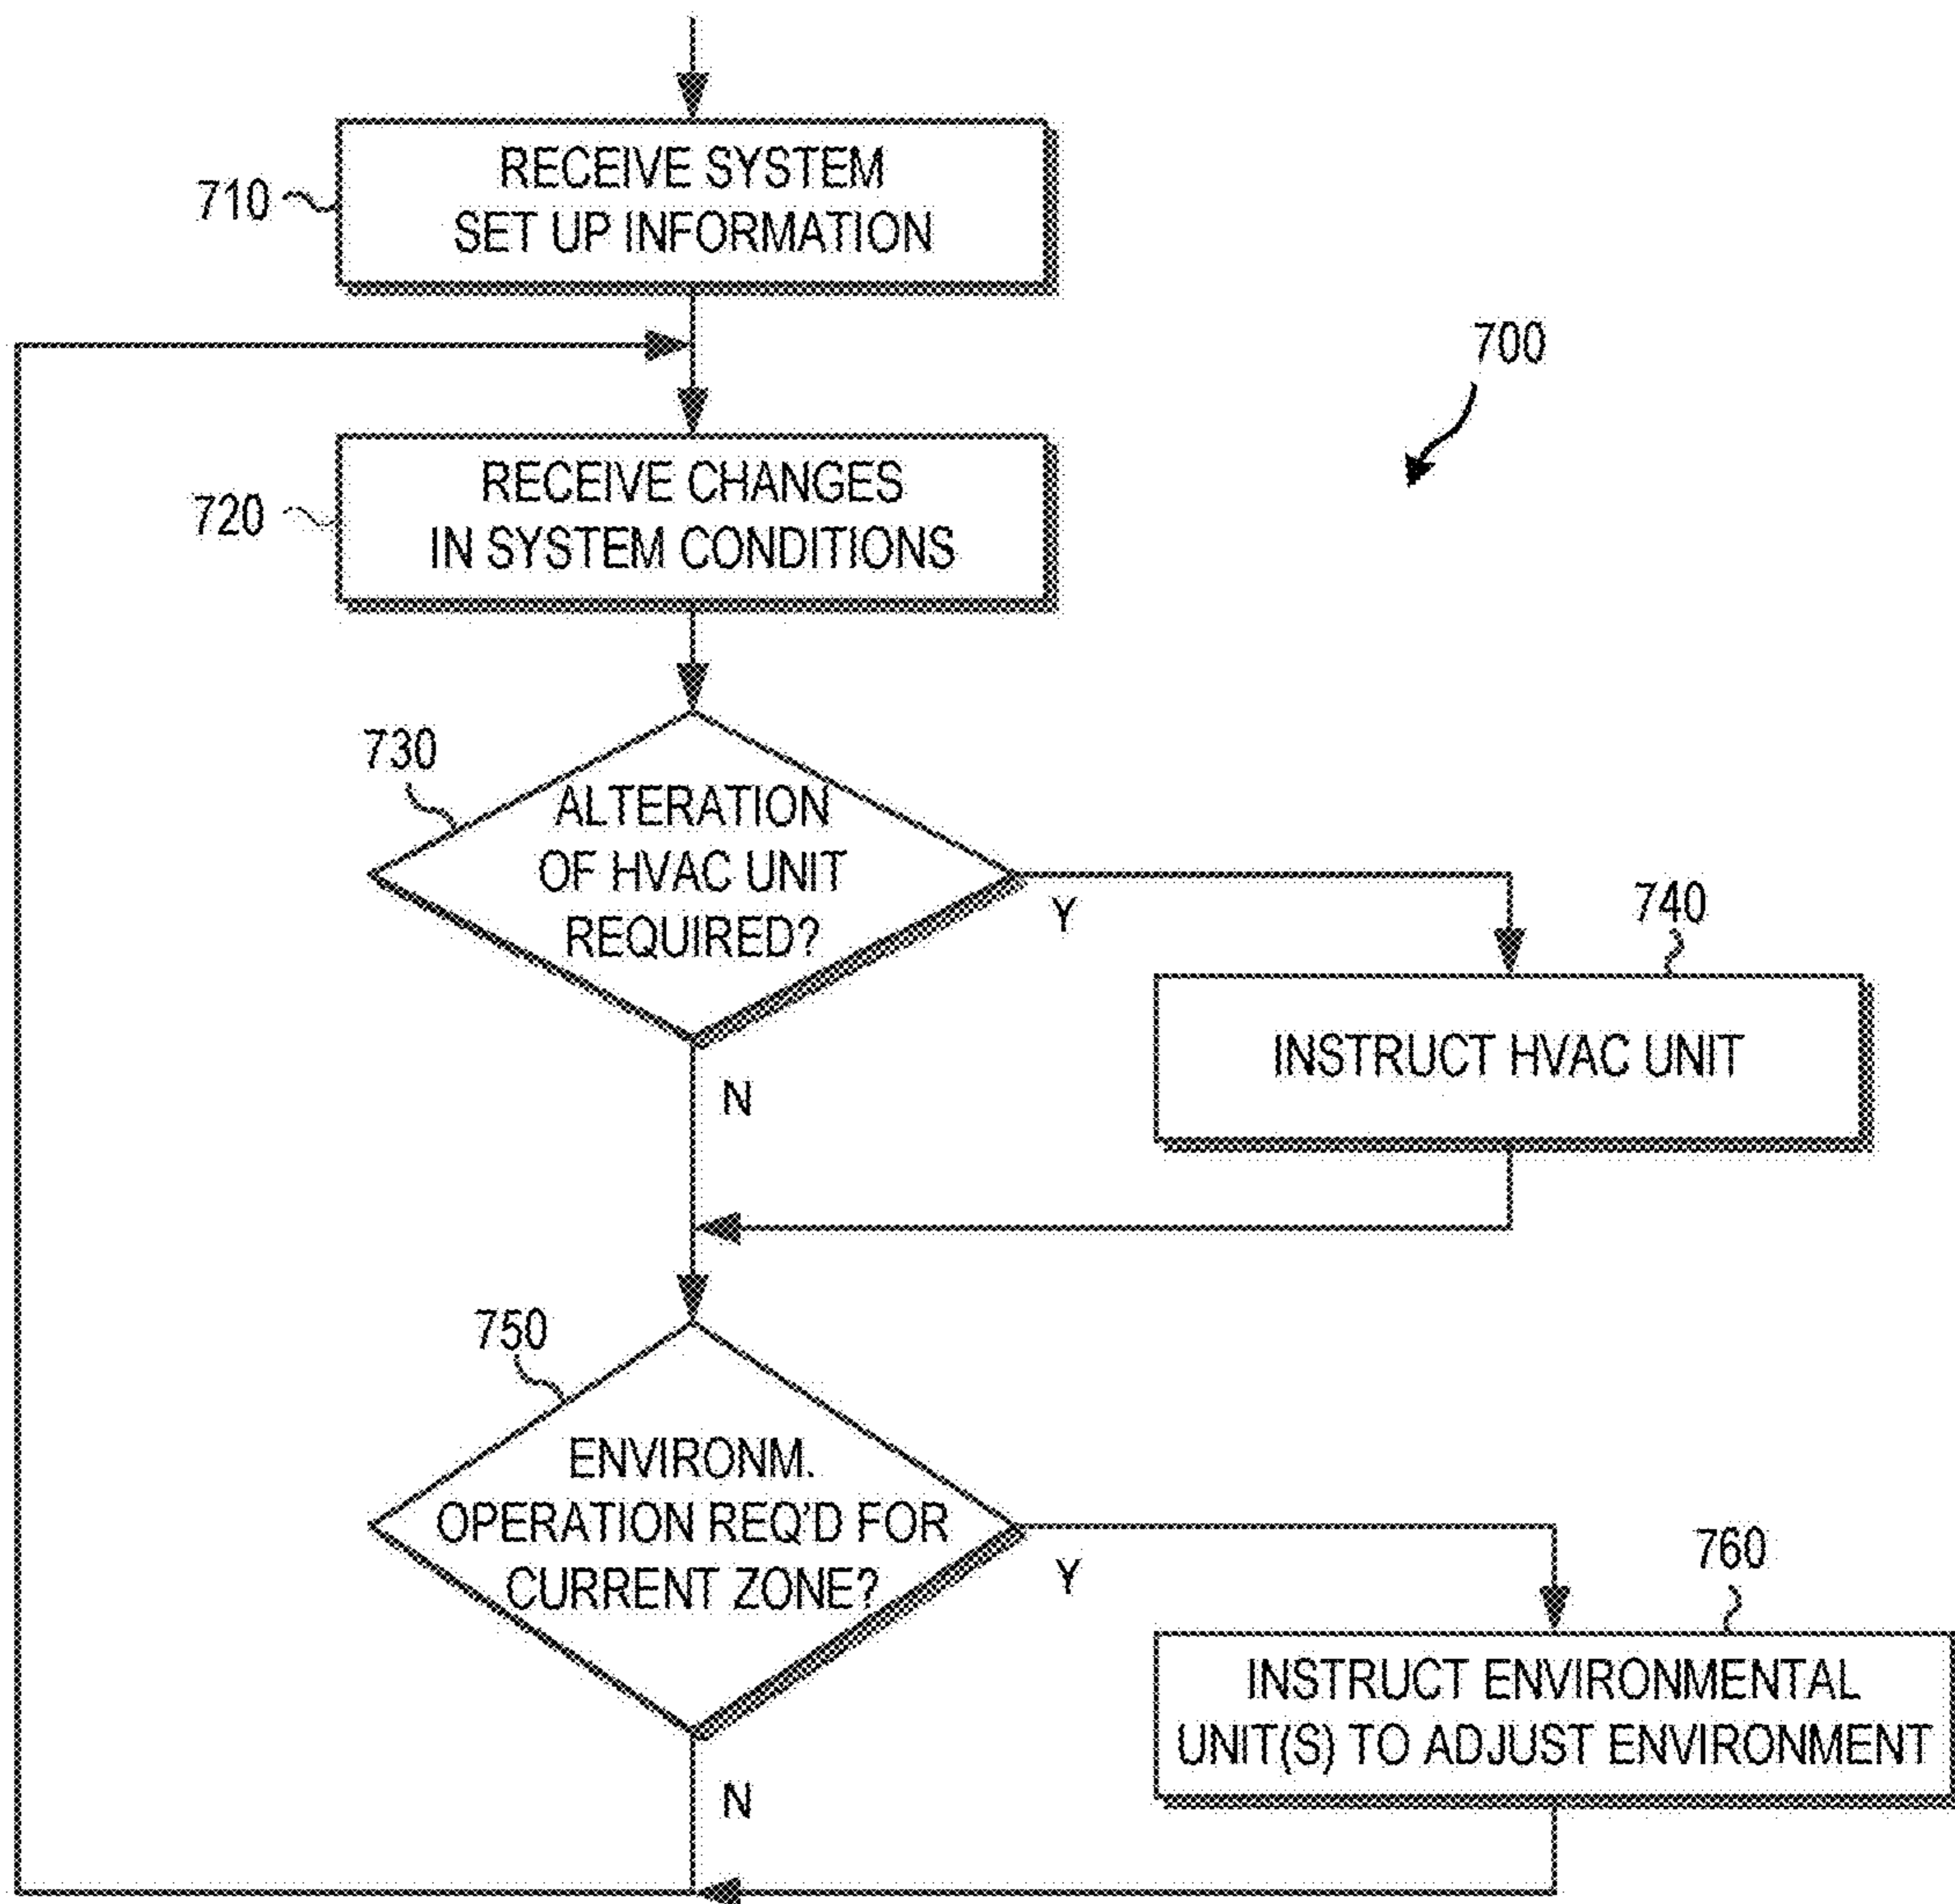 710
RECEIVE SYSTEM
SET UP INFORMATION
700
720
RECEIVE CHANGES
IN SYSTEM CONDITIONS
730
ALTERATION
OF HVAC UNIT
REQUIRED?
Y
N
740
INSTRUCT HVAC UNIT
750
ENVIRONM.
OPERATION REQ'D FOR
CURRENT ZONE?
Y
N
760
INSTRUCT ENVIRONMENTAL
UNIT(S) TO ADJUST ENVIRONMENT